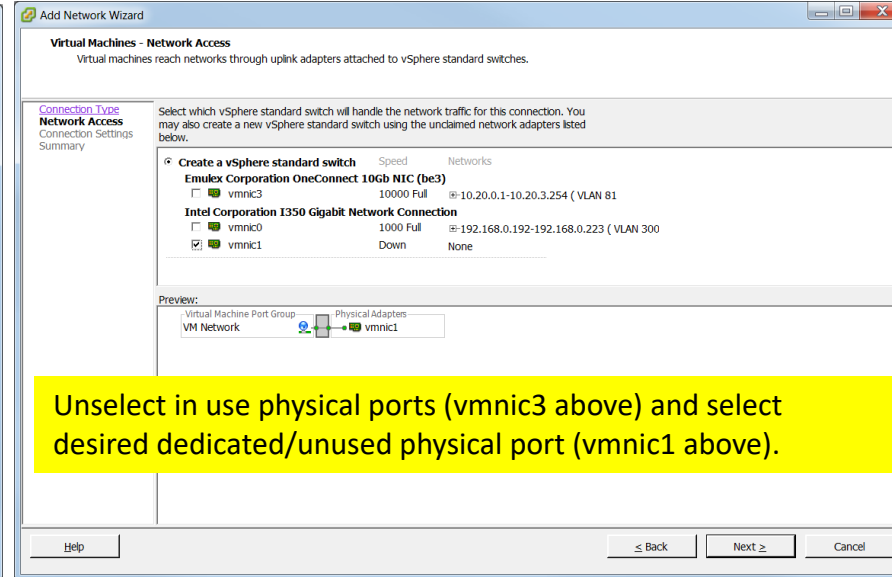 Add Network Wizard
Virtual Machines - Network Access
Virtual machines reach networks through uplink adapters attached to vSphere standard switches.
Connection Type
Network Access
Connection Settings
Summary
Select which vSphere standard switch will handle the network traffic for this connection. You
may also create a new vSphere standard switch using the unclaimed network adapters listed
below.
Create a vSphere standard switch Speed Networks
Emulex Corporation OneConnect 10Gb NIC (be3)
vmnic3 10000 Full 10.20.0.1-10.20.3.254 ( VLAN 81
Intel Corporation I350 Gigabit Network Connection
vmnic0 1000 Full 192.168.0.192-192.168.0.223 ( VLAN 300
vmnic1 Down None
Preview:
Virtual Machine Port Group Physical Adapters
VM Network vmnic1
Unselect in use physical ports (vmnic3 above) and select
desired dedicated/unused physical port (vmnic1 above).
Help ≤ Back Next ≥ Cancel